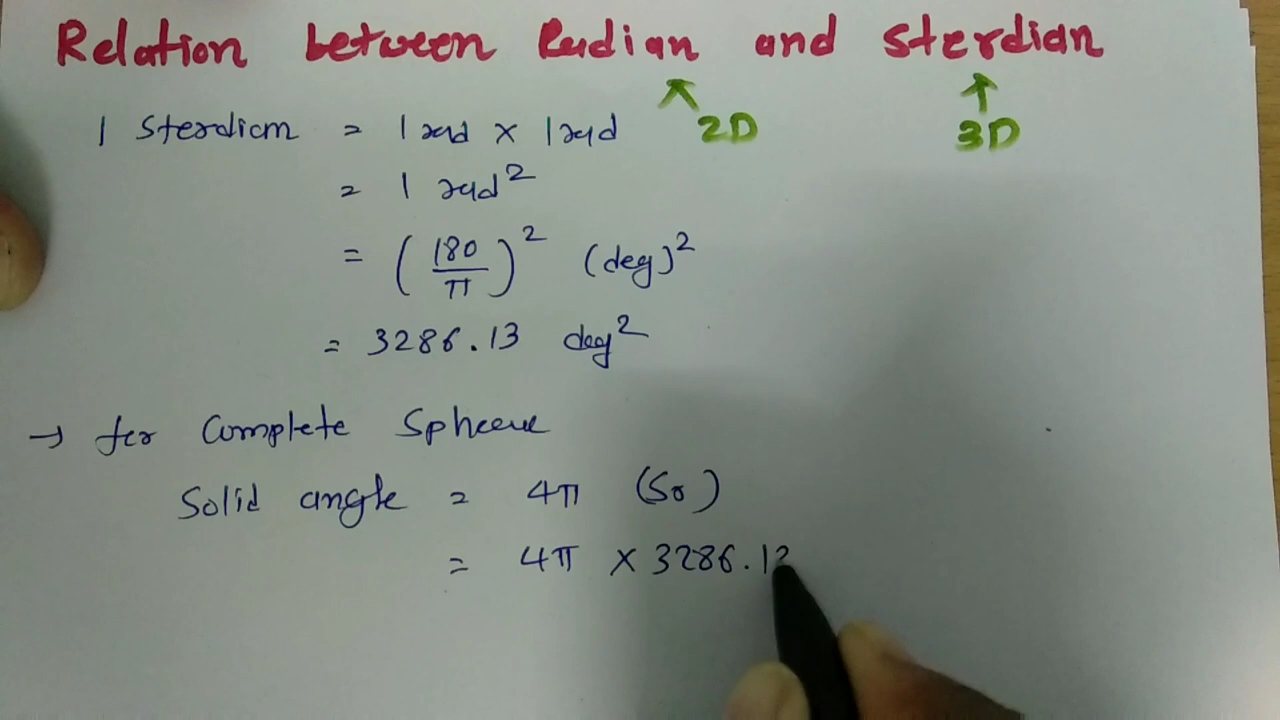 Relation between Radian and sterdian
2D
3D
1 Sterdian = 1 rad x 1 rad
= 1 rad²
= (180/π)² (deg)²
= 3286.13 deg²
→ for Complete Spheere
Solid angle = 4π (Sr)
= 4π x 3286.13